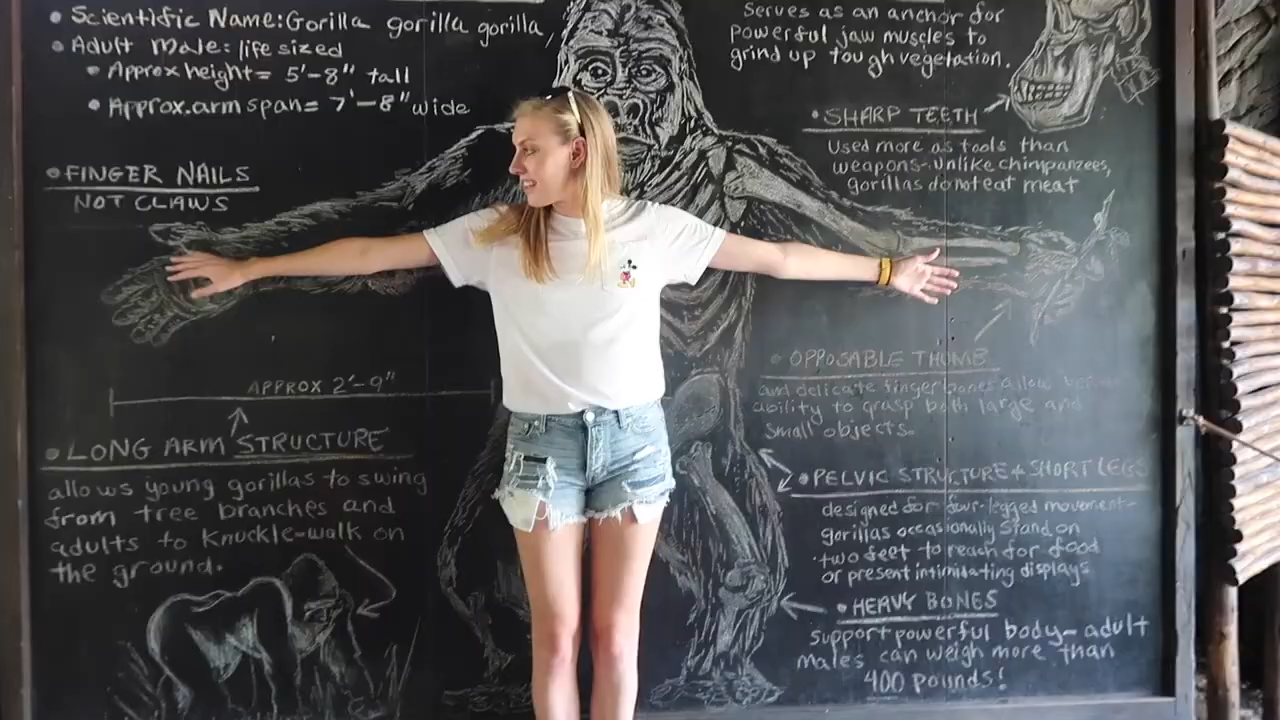 • Scientific Name: Gorilla gorilla gorilla,
• Adult Male: life sized
• Approx height = 5'-8" tall
• Approx. arm span = 7'-8" wide
• FINGER NAILS
NOT CLAWS
APPROX 2'-9"
• LONG ARM STRUCTURE
allows young gorillas to swing
from tree branches and
adults to knuckle-walk on
the ground.
Serves as an anchor for
powerful jaw muscles to
grind up tough vegetation.
• SHARP TEETH
Used more as tools than
weapons-unlike chimpanzees,
gorillas do not eat meat
• OPPOSABLE THUMB
and delicate finger bones allow
ability to grasp both large and
small objects.
• PELVIC STRUCTURE + SHORT LEGS
designed for four-legged movement-
gorillas occasionally stand on
two feet to reach for food
or present intimidating displays
• HEAVY BONES
support powerful body-adult
males can weigh more than
400 pounds!